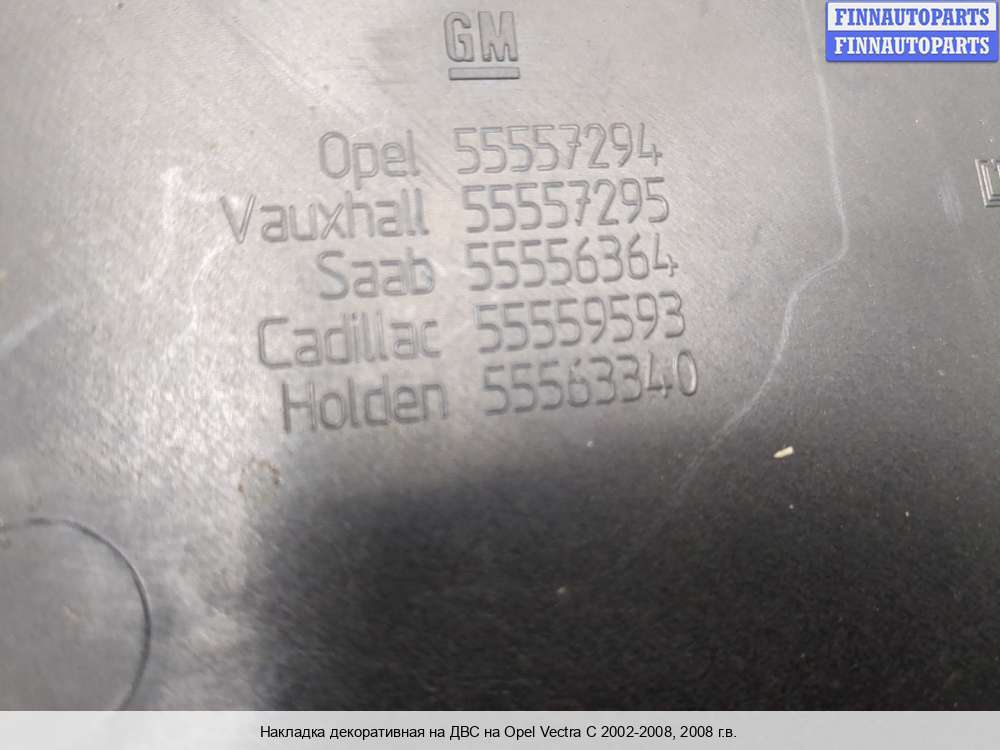 FINNAUTOPARTS
FINNAUTOPARTS
GM
Opel 55557294
Vauxhall 55557295
Saab 55556364
Cadillac 55559593
Holden 55563340
Накладка декоративная на ДВС на Opel Vectra C 2002-2008, 2008 г.в.